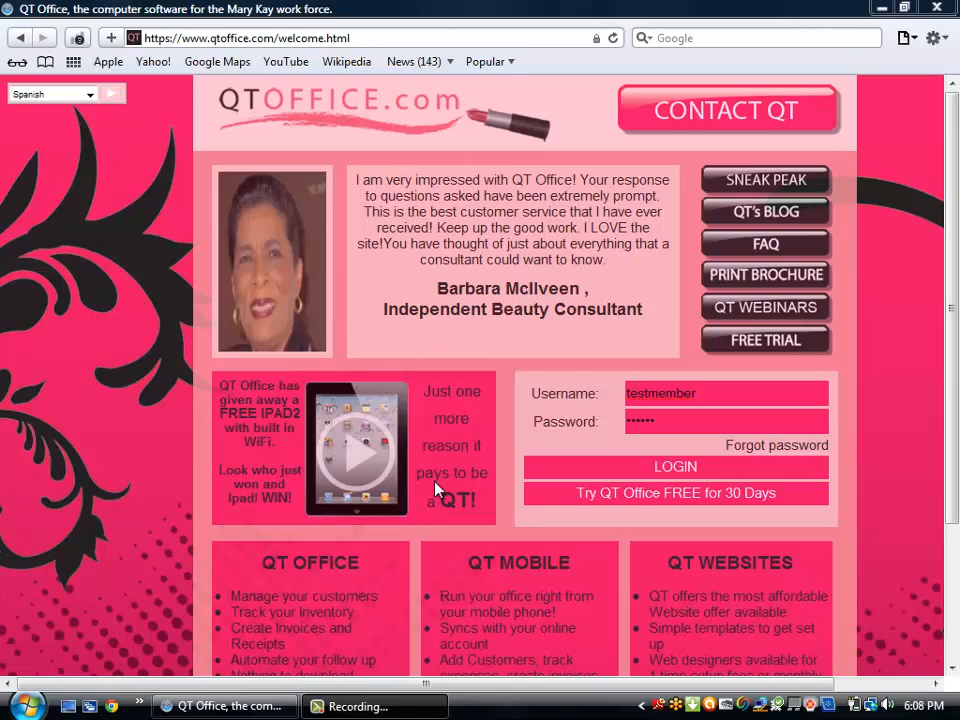 QT Office, the computer software for the Mary Kay work force.
https://www.qtoffice.com/welcome.html
Google
Apple Yahoo! Google Maps YouTube Wikipedia News (143) Popular
Spanish
QTOFFICE.com
CONTACT QT
I am very impressed with QT Office! Your response
to questions asked have been extremely prompt.
This is the best customer service that I have ever
received! Keep up the good work. I LOVE the
site!You have thought of just about everything that a
consultant could want to know.
Barbara McIlveen ,
Independent Beauty Consultant
SNEAK PEAK
QT's BLOG
FAQ
PRINT BROCHURE
QT WEBINARS
FREE TRIAL
QT Office has
given away a
FREE IPAD2
with built in
WiFi.
Look who just
won and
Ipad! WIN!
Just one
more
reason it
pays to be
a QT!
Username: testmember
Password: ••••••
Forgot password
LOGIN
Try QT Office FREE for 30 Days
QT OFFICE
Manage your customers
Track your Inventory
Create Invoices and
Receipts
Automate your follow up
Nothing to download
QT MOBILE
Run your office right from
your mobile phone!
Syncs with your online
account
Add Customers, track
expenses, create invoices
QT WEBSITES
QT offers the most affordable
Website offer available
Simple templates to get set
up
Web designers available for
1 time setup fees or monthly
QT Office, the com...
Recording...
6:08 PM